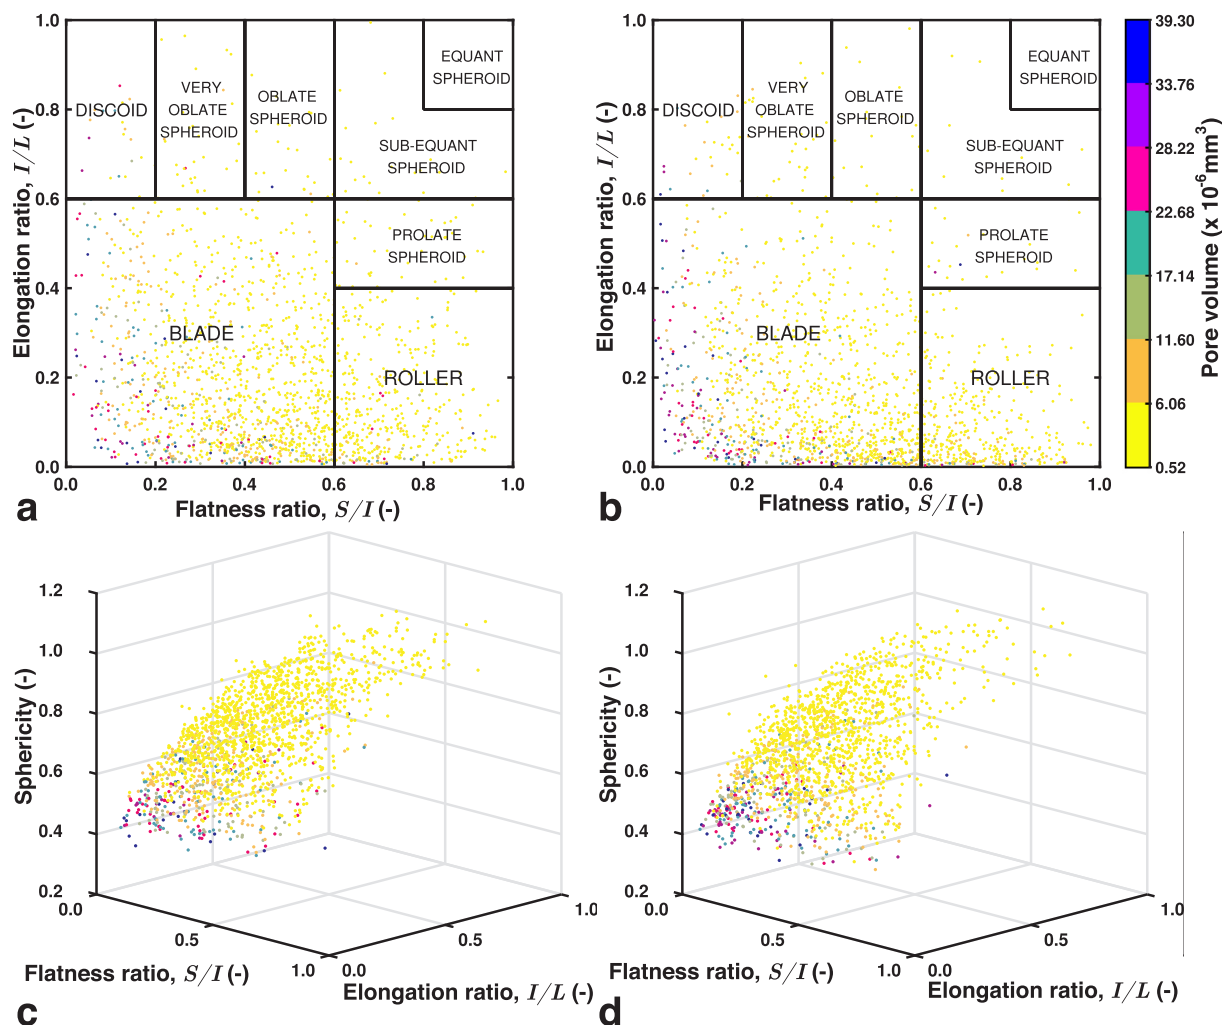 1.0
0.8
0.6
0.4
0.2
0.0
Elongation ratio, I/L (-)
DISCOID
VERY
OBLATE
SPHEROID
OBLATE
SPHEROID
EQUANT
SPHEROID
SUB-EQUANT
SPHEROID
PROLATE
SPHEROID
BLADE
ROLLER
0.0 0.2 0.4 0.6 0.8 1.0
Flatness ratio, S/I (-)
a
1.0
0.8
0.6
0.4
0.2
0.0
Elongation ratio, I/L (-)
DISCOID
VERY
OBLATE
SPHEROID
OBLATE
SPHEROID
EQUANT
SPHEROID
SUB-EQUANT
SPHEROID
PROLATE
SPHEROID
BLADE
ROLLER
0.0 0.2 0.4 0.6 0.8 1.0
Flatness ratio, S/I (-)
b
39.30
33.76
28.22
22.68
17.14
11.60
6.06
0.52
Pore volume (x 10⁻⁶ mm³)
1.2
1.0
0.8
0.6
0.4
0.2
Sphericity (-)
0.0
0.5
1.0
Flatness ratio, S/I (-)
0.0
0.5
1.0
Elongation ratio, I/L (-)
c
1.2
1.0
0.8
0.6
0.4
0.2
Sphericity (-)
0.0
0.5
1.0
Flatness ratio, S/I (-)
0.0
0.5
1.0
Elongation ratio, I/L (-)
d